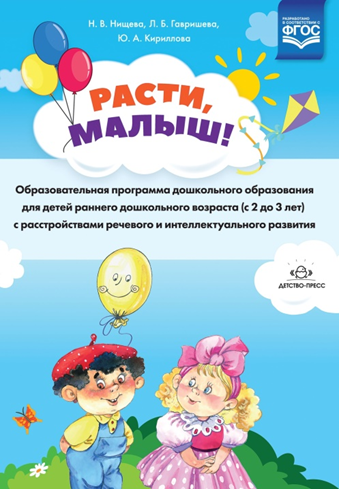 Н. В. Нищева, Л. Б. Гавришева,
Ю. А. Кириллова
РАЗРАБОТАНО
В СООТВЕТСТВИИ С
ФГОС
РАСТИ,
МАЛЫШ!
Образовательная программа дошкольного образования
для детей раннего дошкольного возраста (с 2 до 3 лет)
с расстройствами речевого и интеллектуального развития
ДЕТСТВО-ПРЕСС